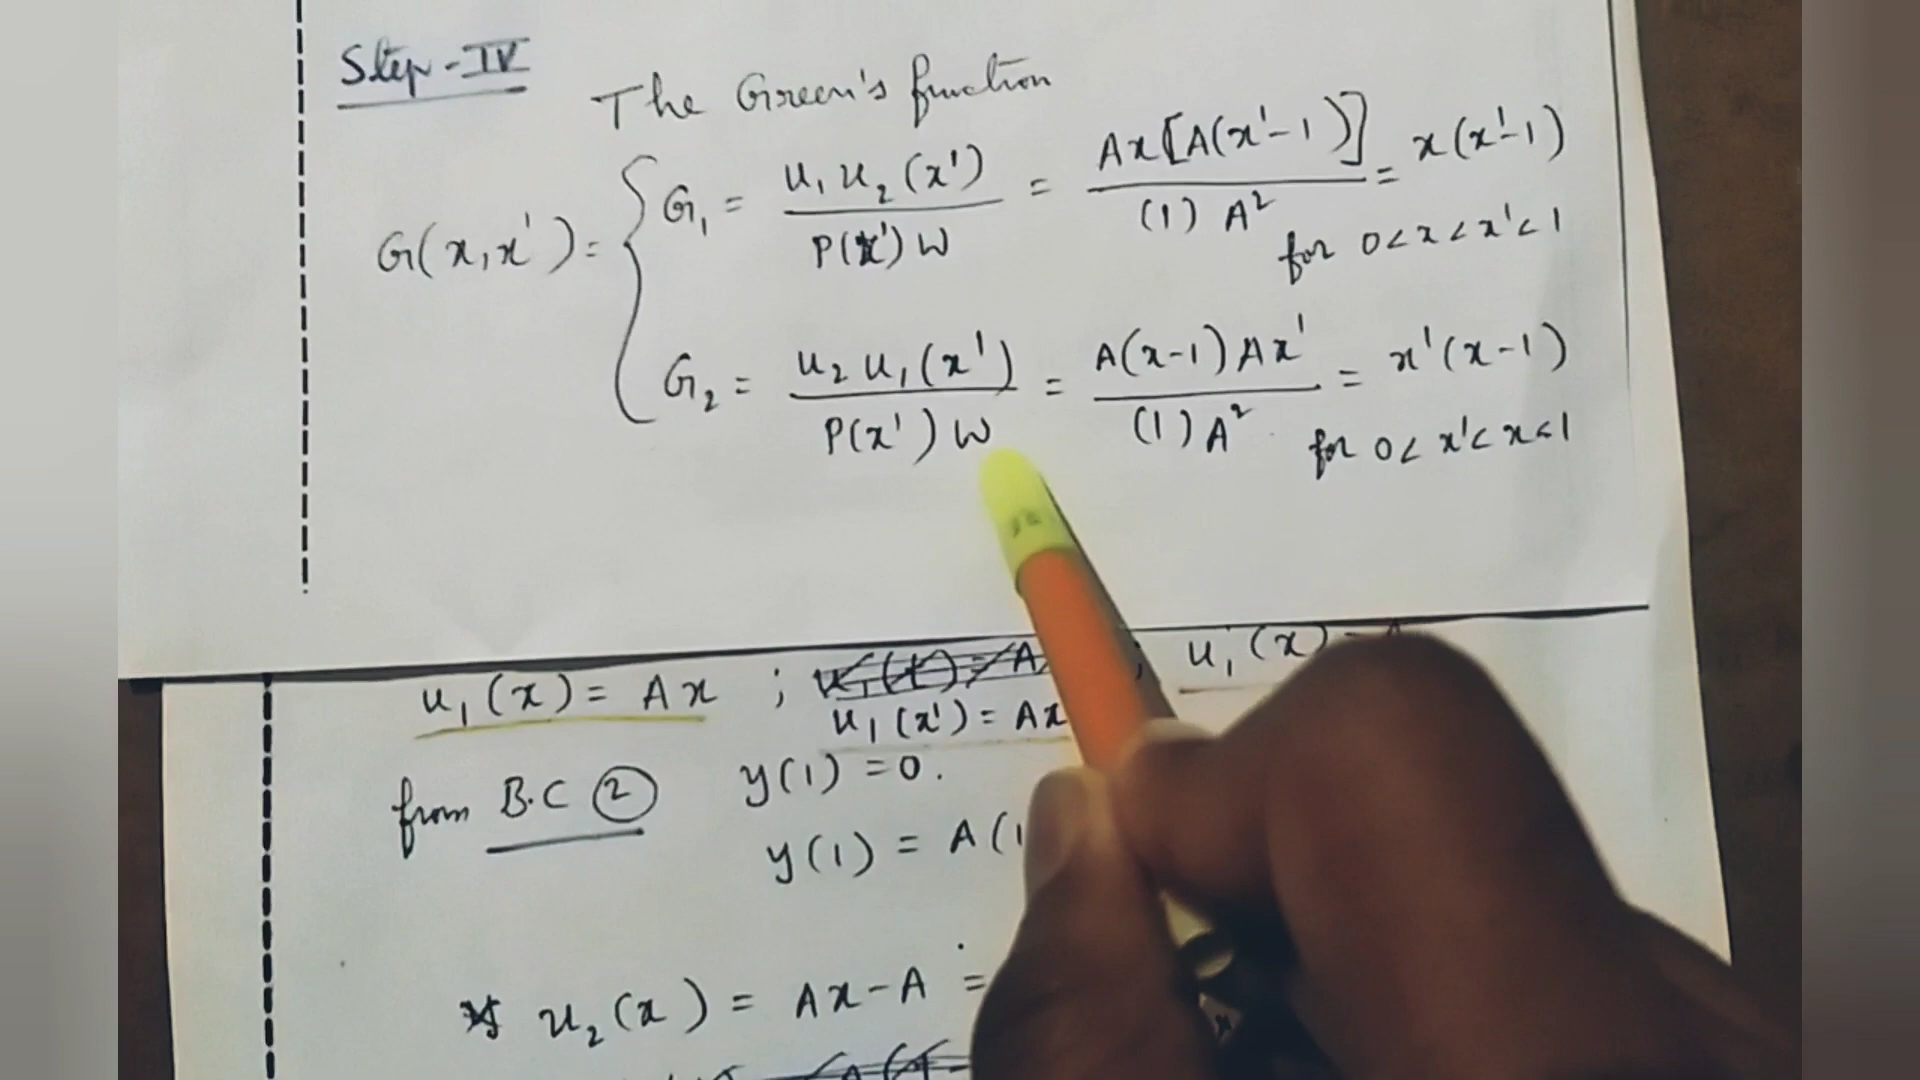 Step-IV
The Green's function
G(x,x') = { G₁ = u₁ u₂(x') / P(x') W = Ax[A(x'-1)] / (1) A² = x(x'-1)
for 0<x<x'<1
G₂ = u₂ u₁(x') / P(x') W = A(x-1) Ax' / (1) A² = x'(x-1)
for 0< x'< x<1
u₁(x) = Ax ; ; u₁(x)
u₁(x') = Ax
from B.C ② y(1) = 0.
y(1) = A(1
u₂(x) = Ax-A =